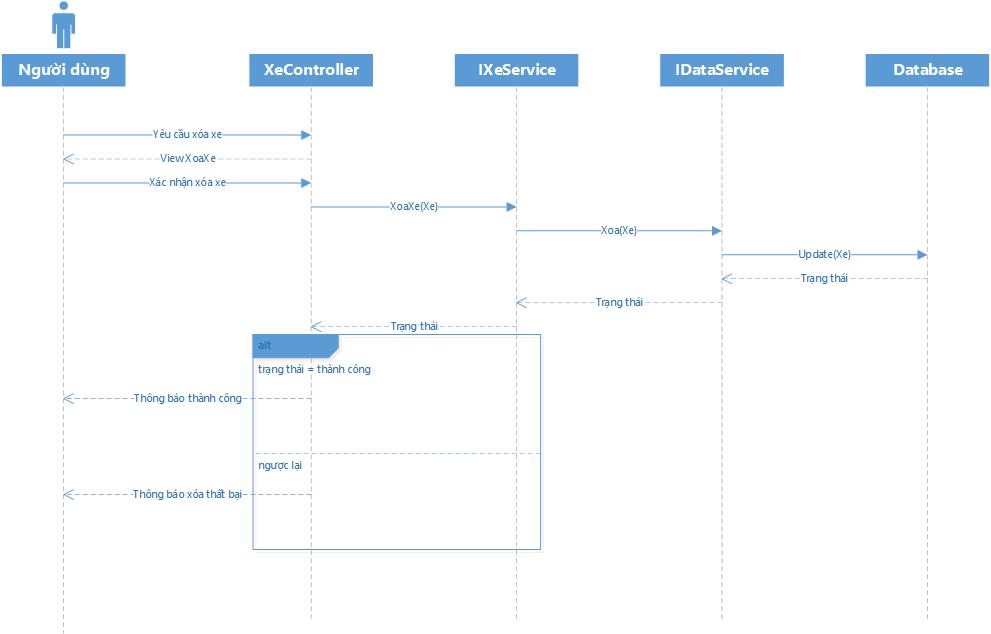 Người dùng
XeController
IXeService
IDataService
Database
Yêu cầu xóa xe
ViewXoaXe
Xác nhận xóa xe
XoaXe(Xe)
Xoa(Xe)
Update(Xe)
Trạng thái
Trạng thái
Trạng thái
alt
trạng thái = thành công
Thông báo thành công
ngược lại
Thông báo xóa thất bại